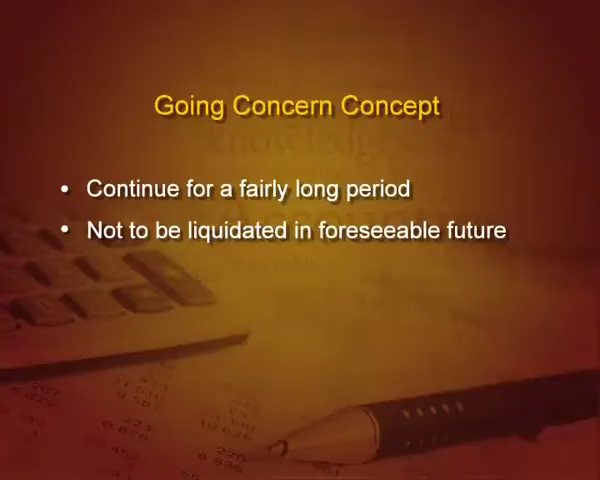 Going Concern Concept
• Continue for a fairly long period
• Not to be liquidated in foreseeable future